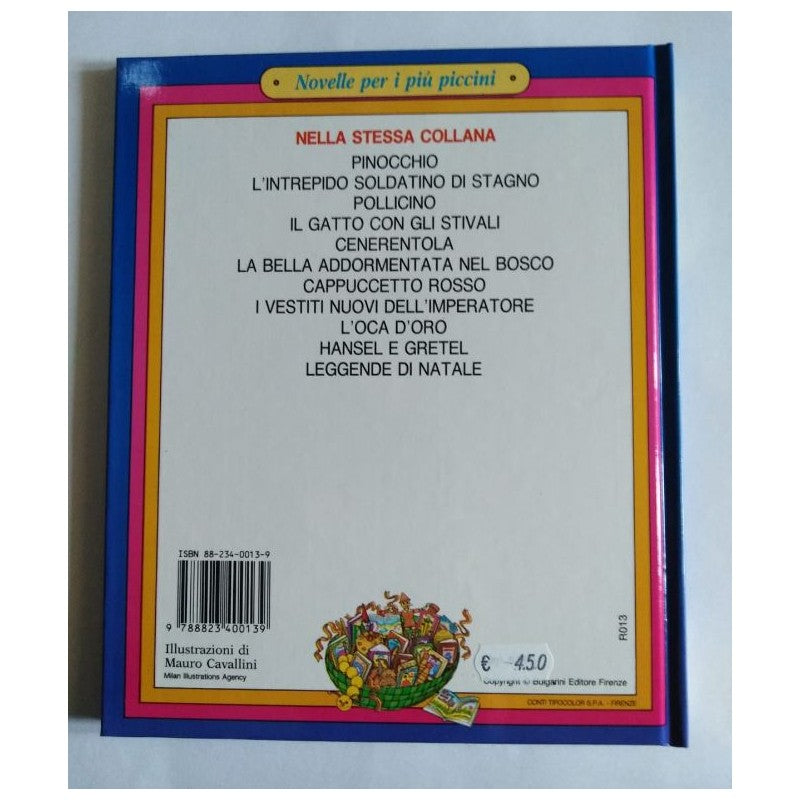 Novelle per i più piccini
NELLA STESSA COLLANA
PINOCCHIO
L'INTREPIDO SOLDATINO DI STAGNO
POLLICINO
IL GATTO CON GLI STIVALI
CENERENTOLA
LA BELLA ADDORMENTATA NEL BOSCO
CAPPUCCETTO ROSSO
I VESTITI NUOVI DELL'IMPERATORE
L'OCA D'ORO
HANSEL E GRETEL
LEGGENDE DI NATALE
ISBN 88-234-0013-9
9 788823 400139
Illustrazioni di
Mauro Cavallini
Milan Illustrations Agency
€ 4.50
R013
Copyright © Bulgarini Editore Firenze
CONTI TIPOCOLOR S.P.A. - FIRENZE